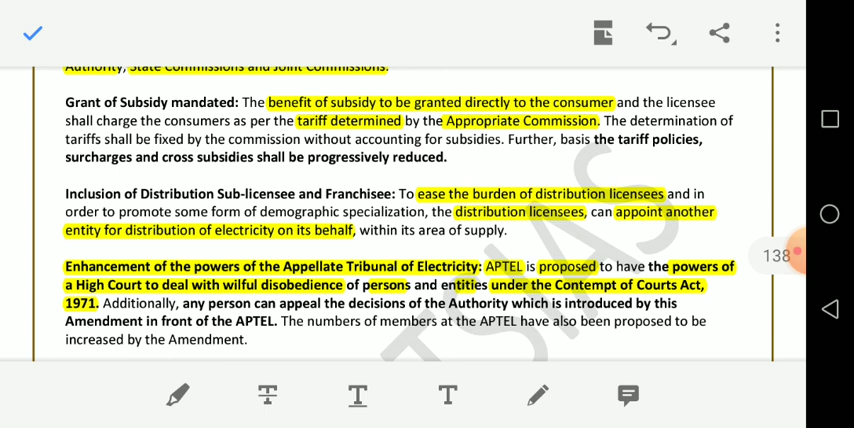 Authority, State Commissions and Joint Commissions.
Grant of Subsidy mandated: The benefit of subsidy to be granted directly to the consumer and the licensee
shall charge the consumers as per the tariff determined by the Appropriate Commission. The determination of
tariffs shall be fixed by the commission without accounting for subsidies. Further, basis the tariff policies,
surcharges and cross subsidies shall be progressively reduced.
Inclusion of Distribution Sub-licensee and Franchisee: To ease the burden of distribution licensees and in
order to promote some form of demographic specialization, the distribution licensees, can appoint another
entity for distribution of electricity on its behalf, within its area of supply.
Enhancement of the powers of the Appellate Tribunal of Electricity: APTEL is proposed to have the powers of
a High Court to deal with wilful disobedience of persons and entities under the Contempt of Courts Act,
1971. Additionally, any person can appeal the decisions of the Authority which is introduced by this
Amendment in front of the APTEL. The numbers of members at the APTEL have also been proposed to be
increased by the Amendment.
138
TSIAS
T
T
T